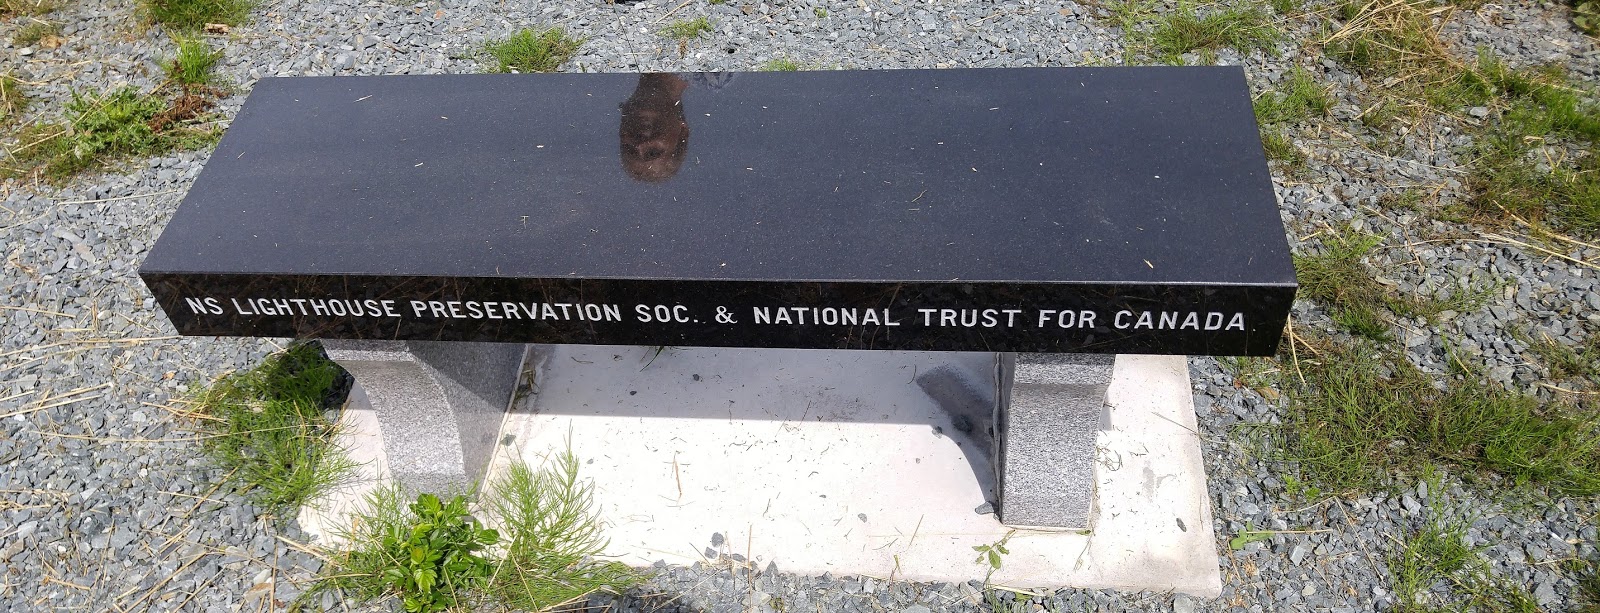 NS LIGHTHOUSE PRESERVATION SOC. & NATIONAL TRUST FOR CANADA